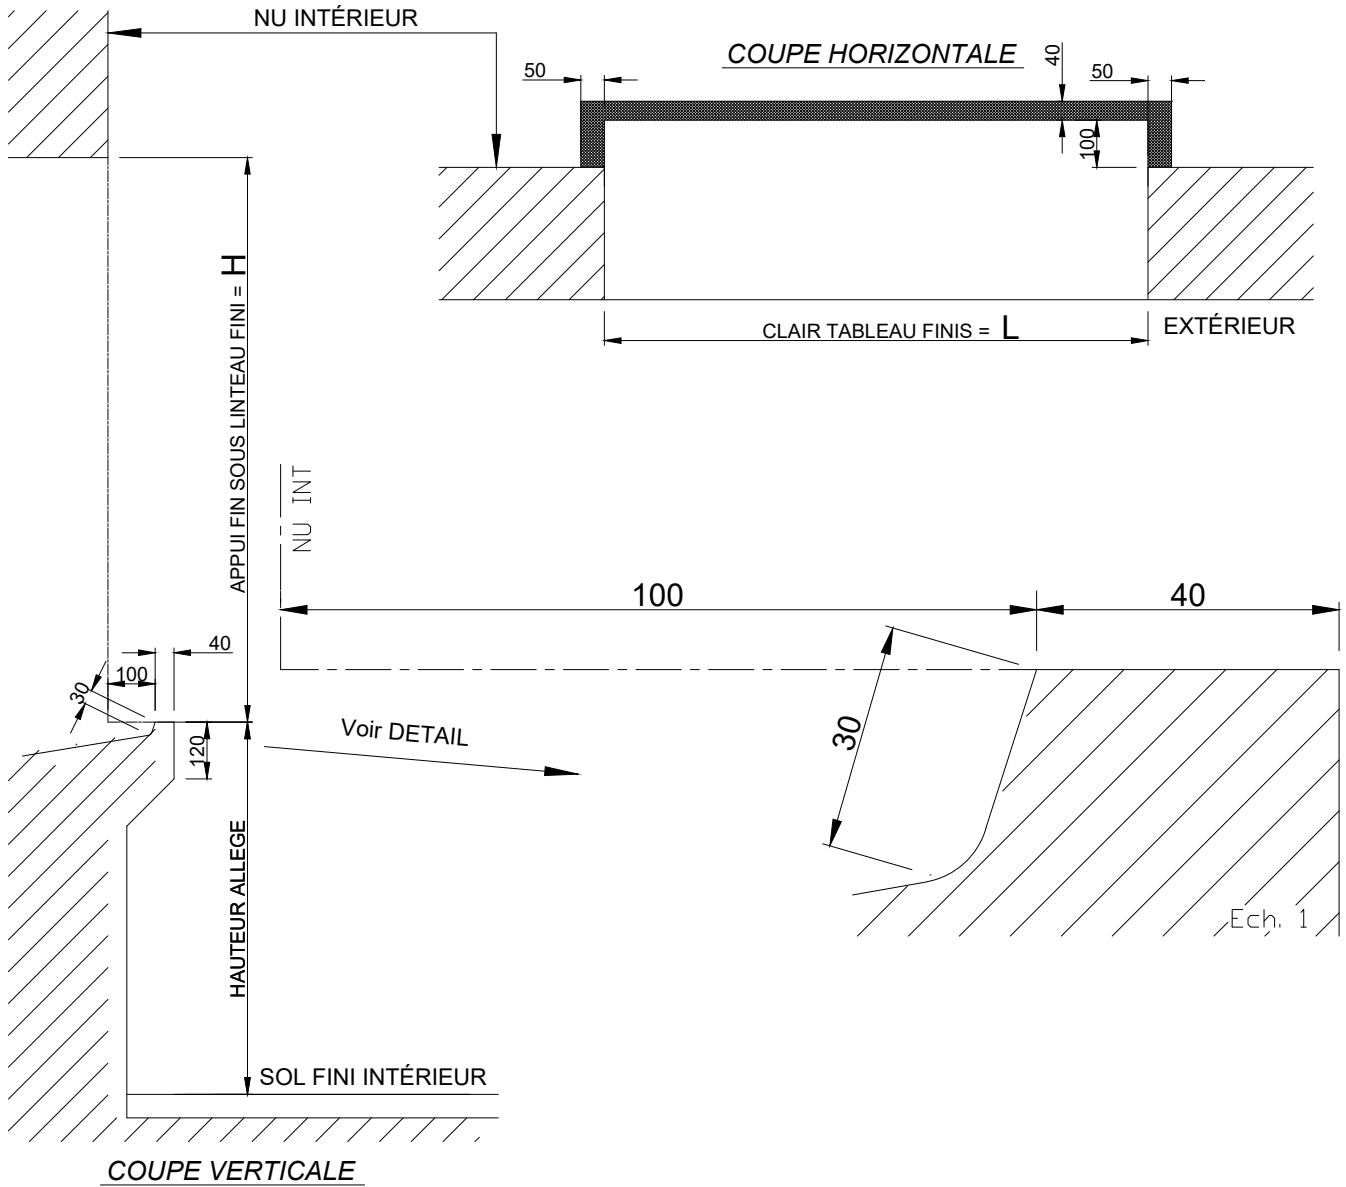 NU INTÉRIEUR
COUPE HORIZONTALE
50
40
50
100
CLAIR TABLEAU FINIS = L
EXTÉRIEUR
APPUI FIN SOUS LINTEAU FINI = H
NU INT
100
40
40
100
30
120
Voir DETAIL
30
HAUTEUR ALLEGE
Ech. 1
SOL FINI INTÉRIEUR
COUPE VERTICALE